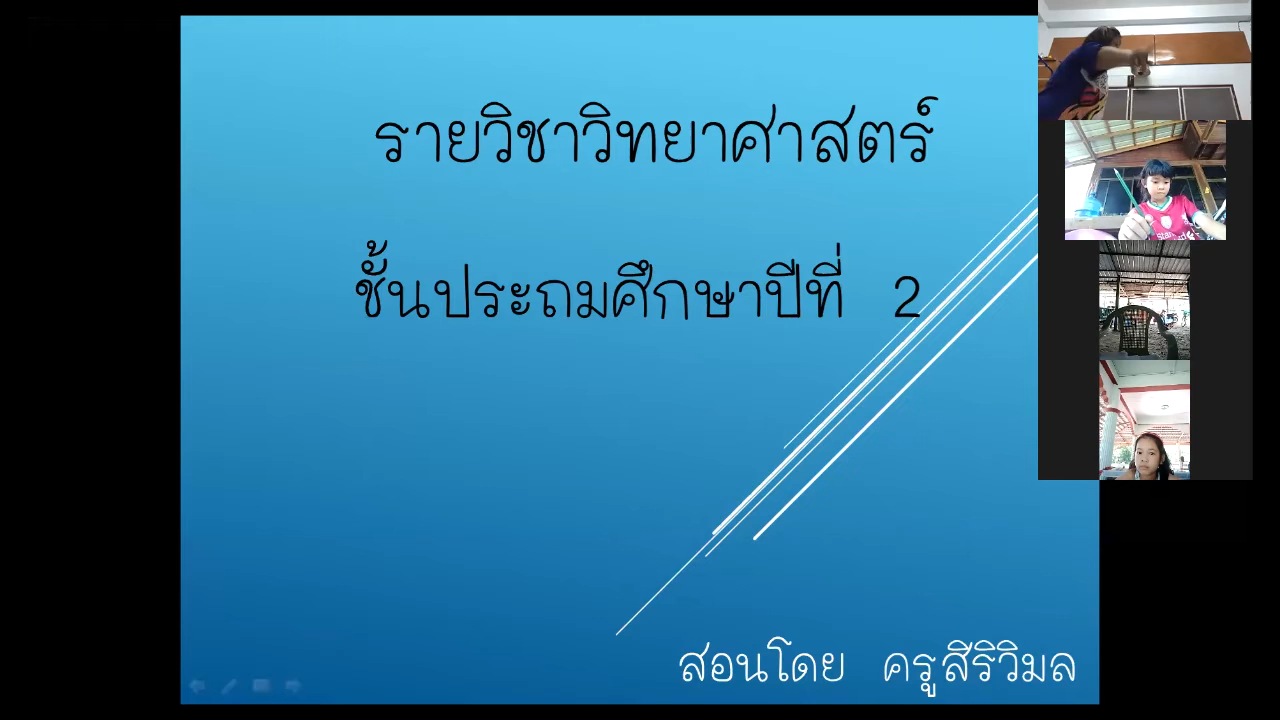 รายวิชาวิทยาศาสตร์
ชั้นประถมศึกษาปีที่ 2
สอนโดย ครูสิริวิมล